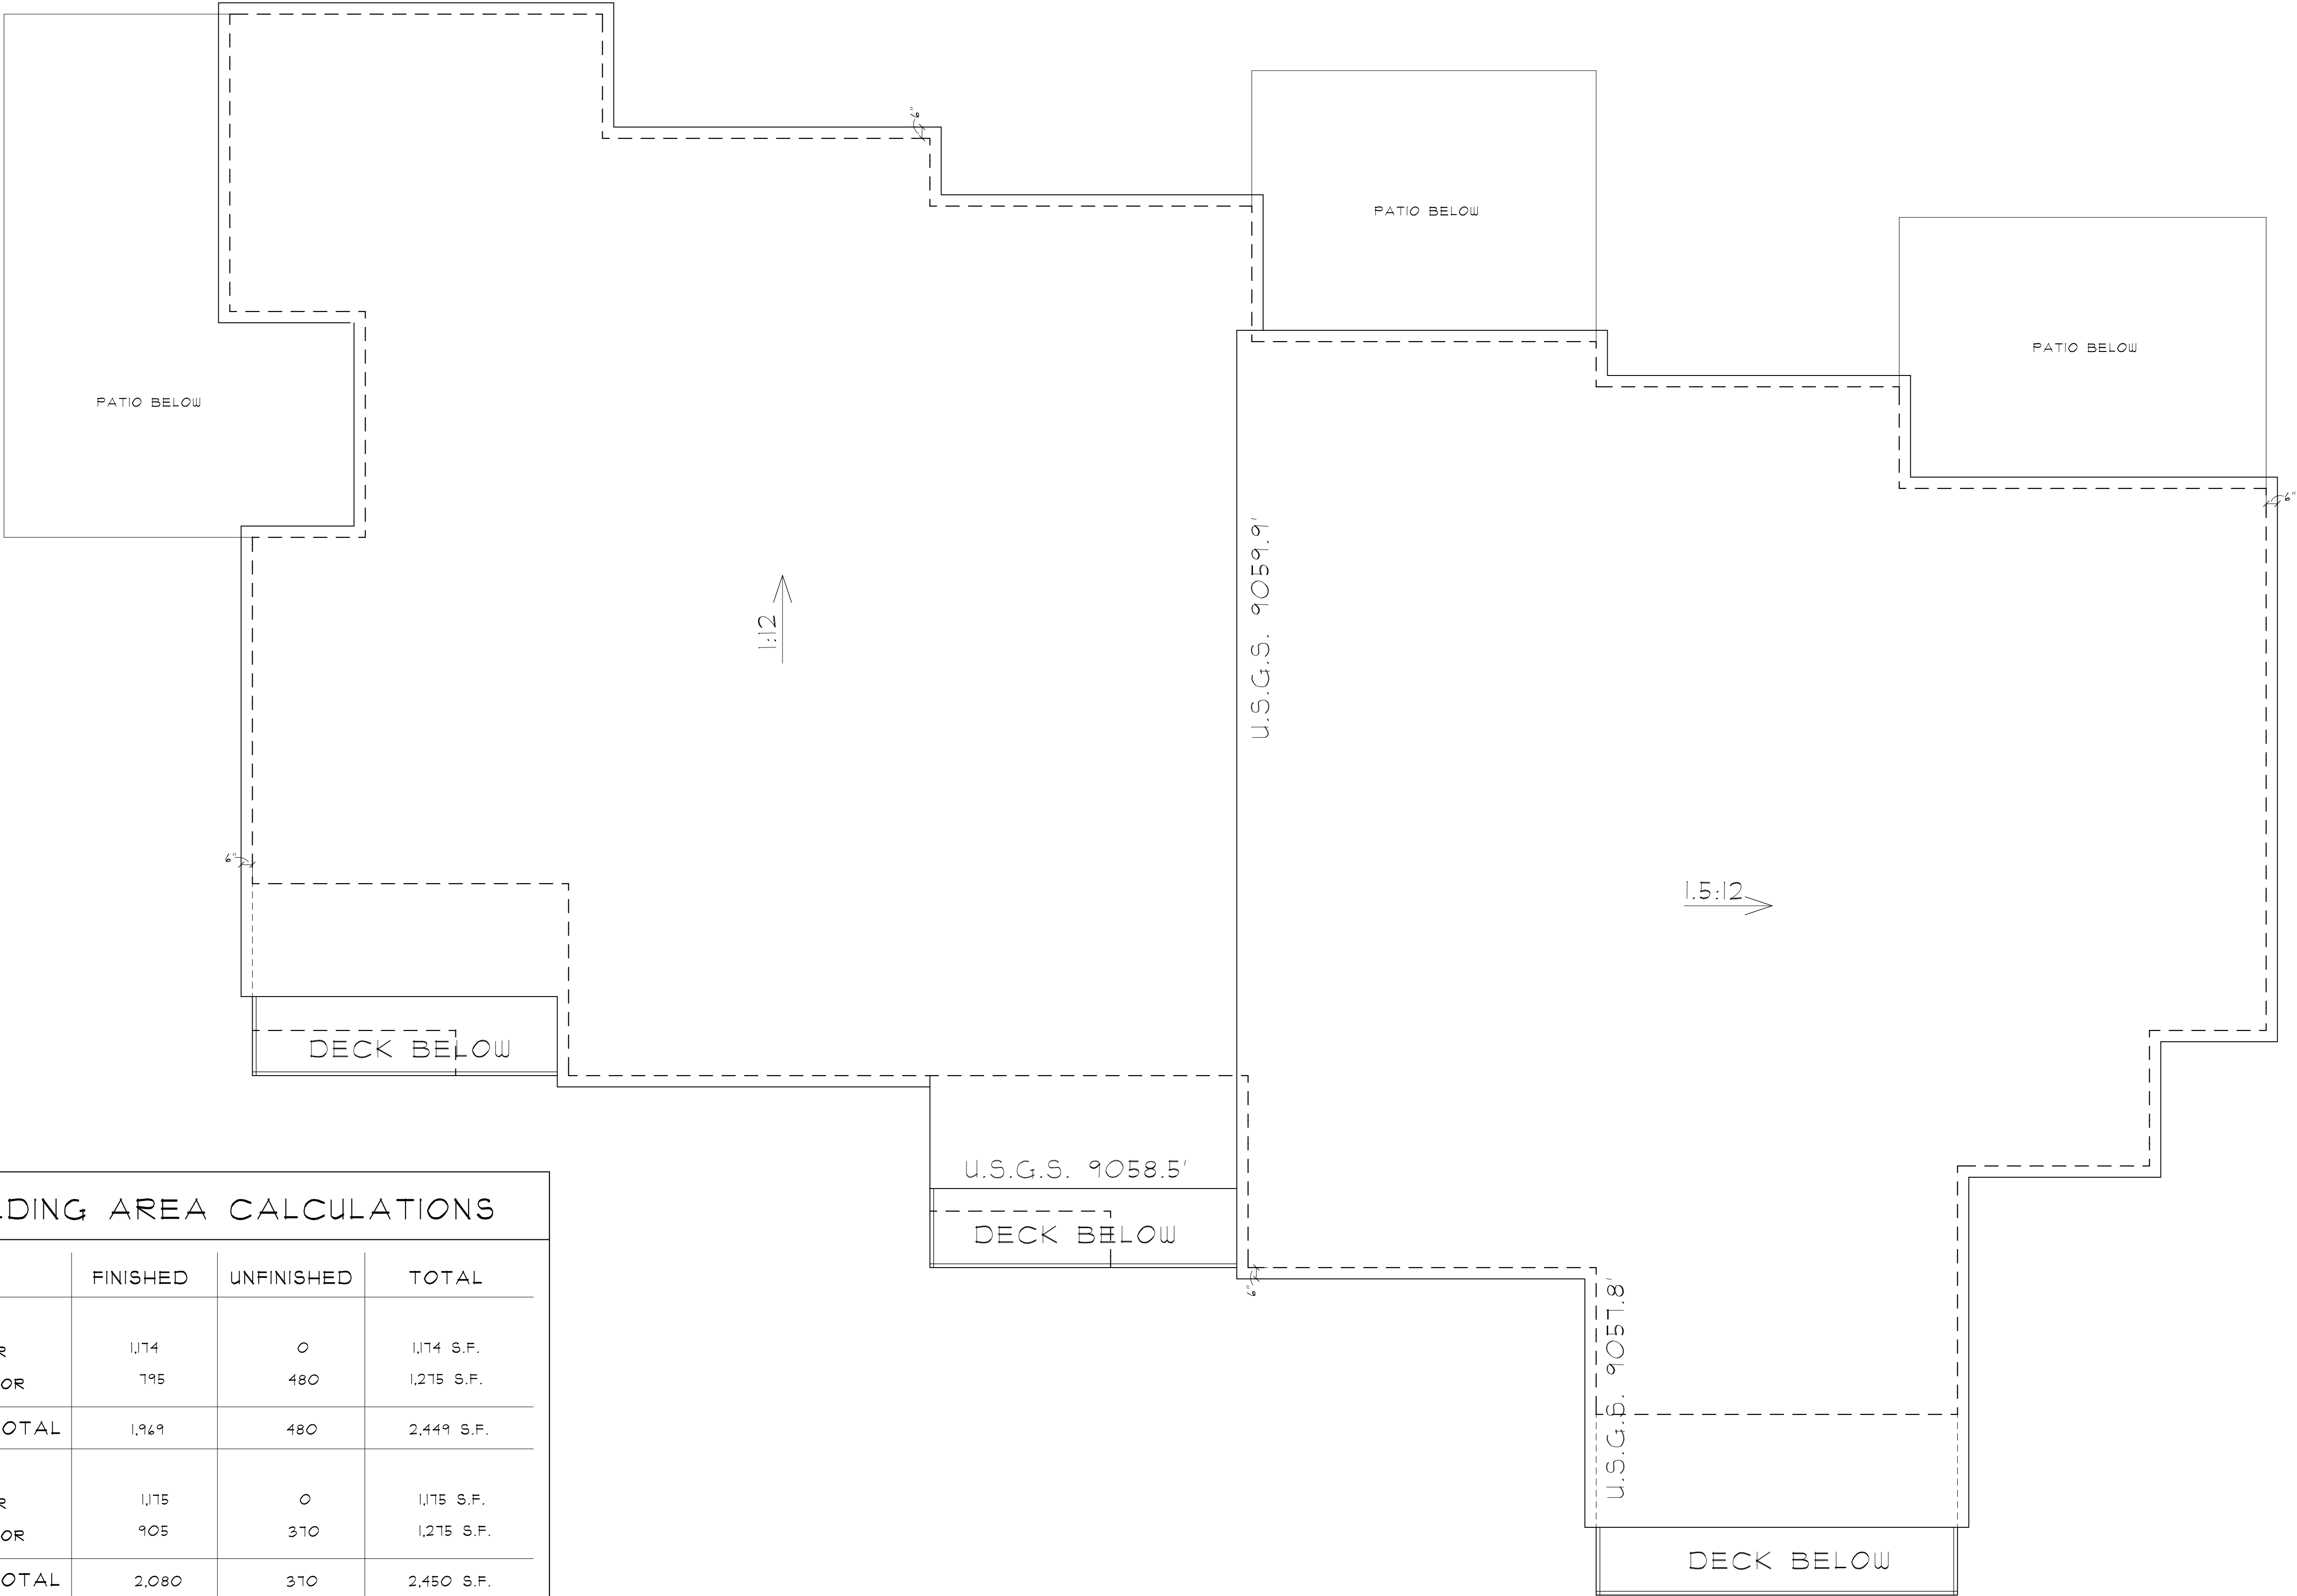 6"
PATIO BELOW
PATIO BELOW
PATIO BELOW
PATIO BELOW
6"
U.S.G.S. 9059.9'
1:12
6"
1.5:12
DECK BELOW
U.S.G.S. 9058.5'
DECK BELOW
6"
U.S.G.S. 9057.8'
DECK BELOW
LDING AREA CALCULATIONS
FINISHED UNFINISHED TOTAL
R 1,174 0 1,174 S.F.
OR 795 480 1,275 S.F.
OTAL 1,969 480 2,449 S.F.
R 1,175 0 1,175 S.F.
OR 905 370 1,275 S.F.
OTAL 2,080 370 2,450 S.F.